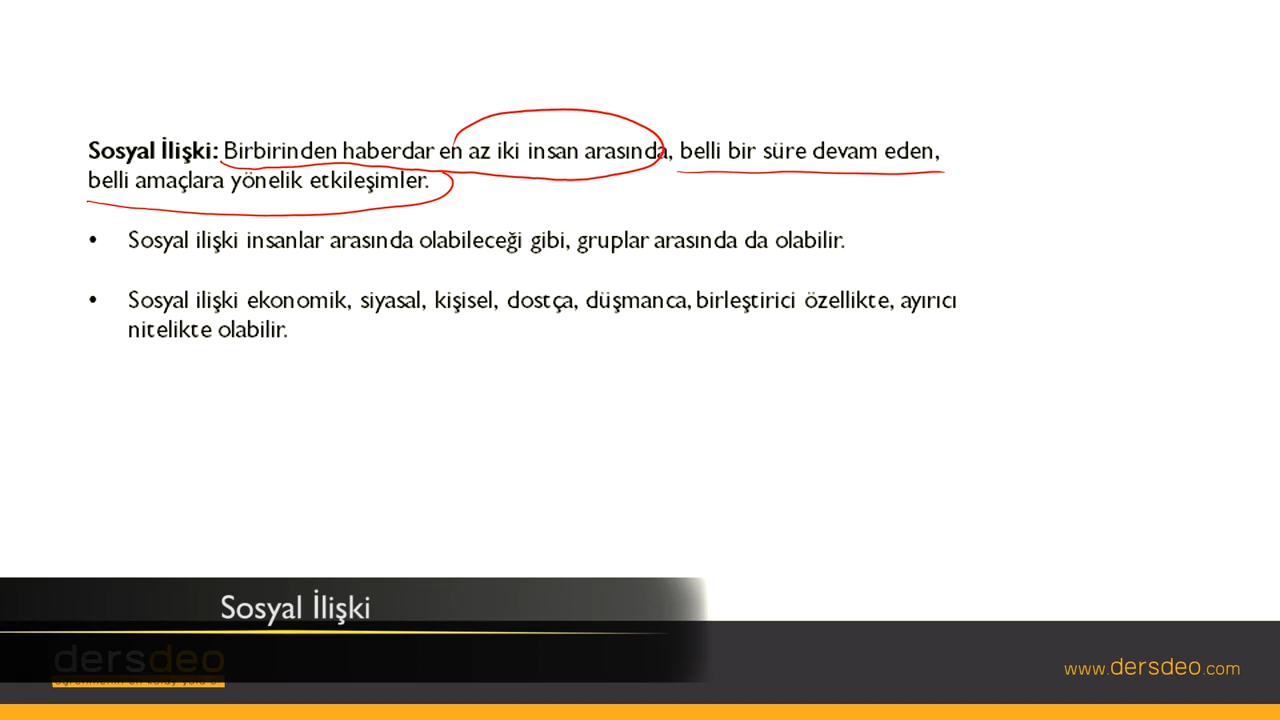 Sosyal İlişki: Birbirinden haberdar en az iki insan arasında, belli bir süre devam eden,
belli amaçlara yönelik etkileşimler.
• Sosyal ilişki insanlar arasında olabileceği gibi, gruplar arasında da olabilir.
• Sosyal ilişki ekonomik, siyasal, kişisel, dostça, düşmanca, birleştirici özellikte, ayırıcı
nitelikte olabilir.
Sosyal İlişki
dersdeo
www.dersdeo.com